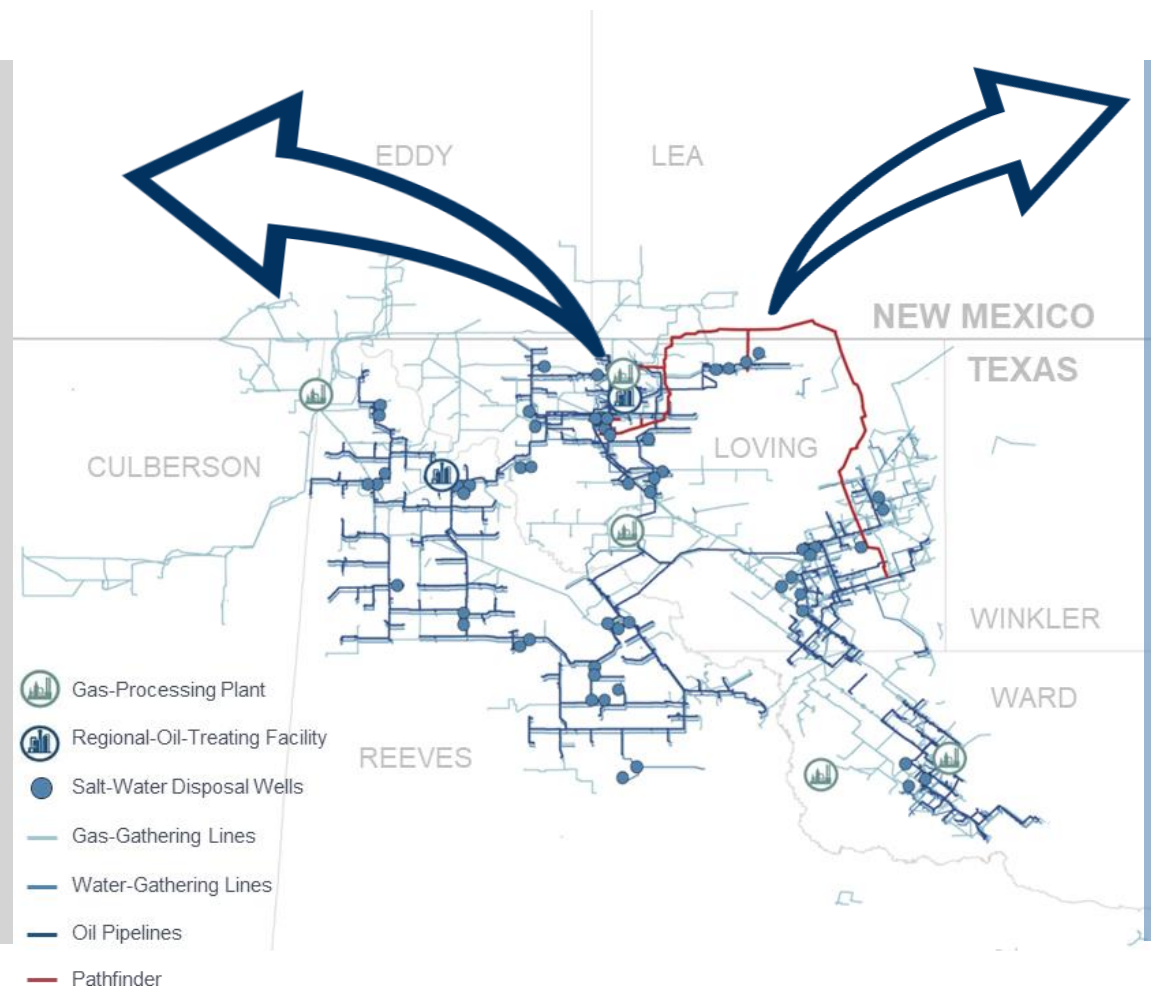 EDDY
LEA
NEW MEXICO
TEXAS
CULBERSON
LOVING
WINKLER
WARD
REEVES
Gas-Processing Plant
Regional-Oil-Treating Facility
Salt-Water Disposal Wells
Gas-Gathering Lines
Water-Gathering Lines
Oil Pipelines
Pathfinder